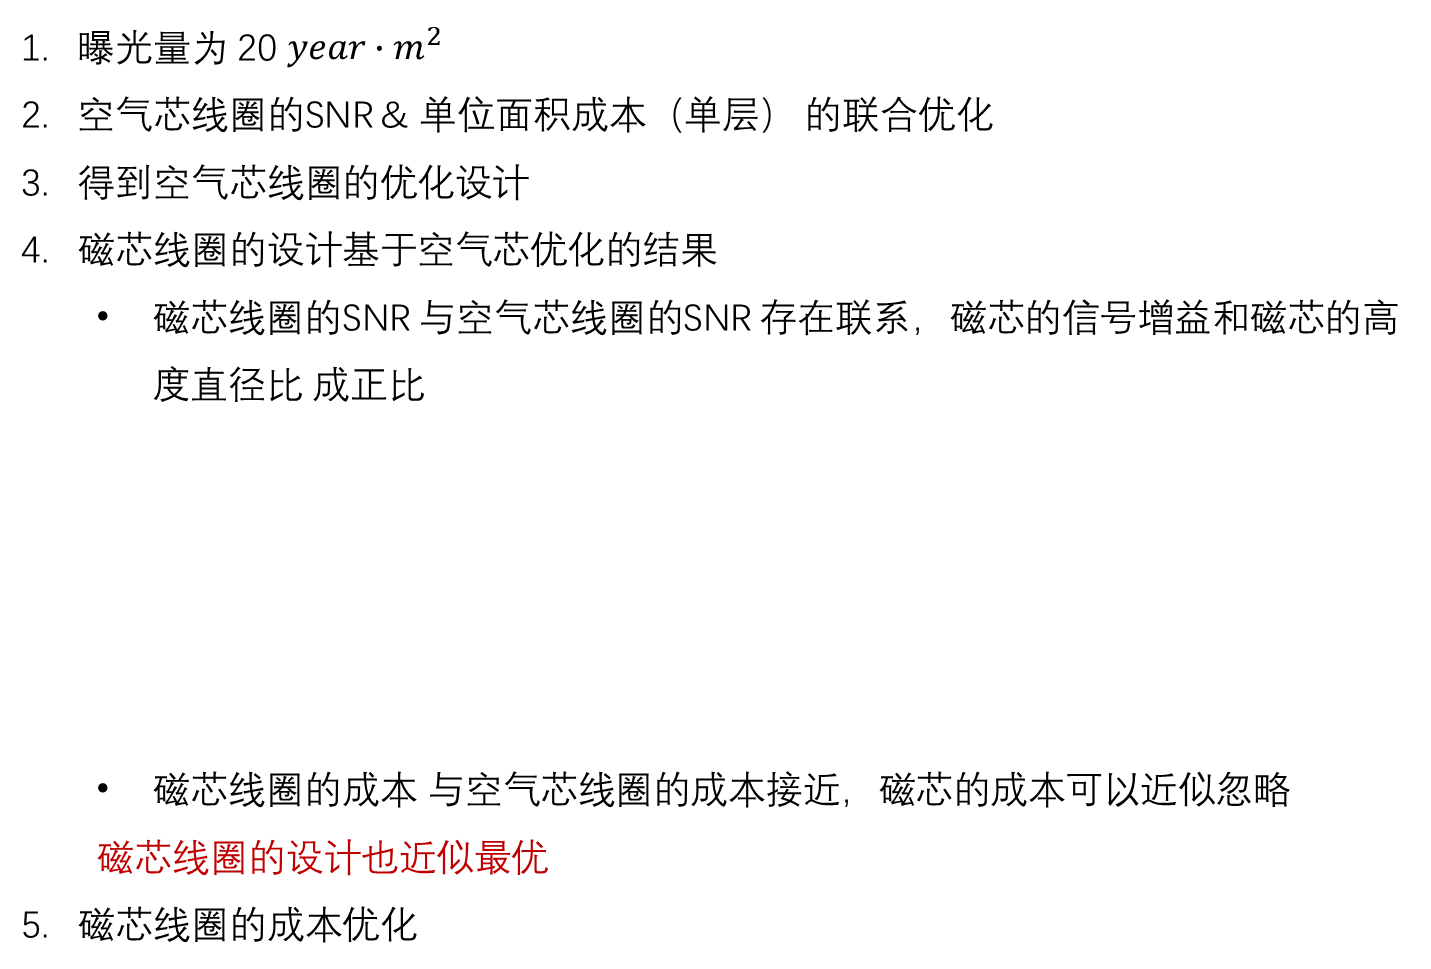 1. 曝光量为 20 year · m²
2. 空气芯线圈的SNR & 单位面积成本（单层） 的联合优化
3. 得到空气芯线圈的优化设计
4. 磁芯线圈的设计基于空气芯优化的结果
• 磁芯线圈的SNR 与空气芯线圈的SNR 存在联系，磁芯的信号增益和磁芯的高
度直径比 成正比
• 磁芯线圈的成本 与空气芯线圈的成本接近，磁芯的成本可以近似忽略
磁芯线圈的设计也近似最优
5. 磁芯线圈的成本优化